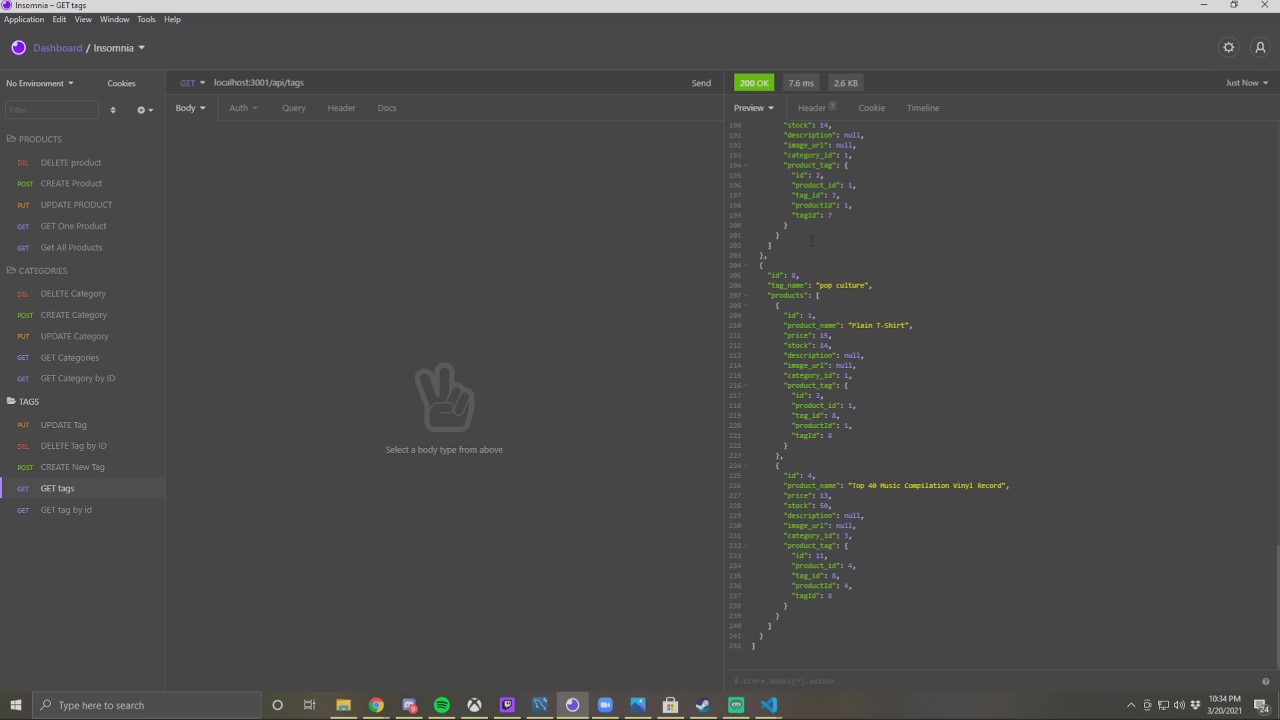 Insomnia – GET tags
Application Edit View Window Tools Help
Dashboard / Insomnia
No Environment Cookies
GET localhost:3001/api/tags Send
200 OK 7.6 ms 2.6 KB Just Now
Filter
Body Auth Query Header Docs
Preview Header 7 Cookie Timeline
PRODUCTS
DEL DELETE product
POST CREATE Product
PUT UPDATE PRODUCT
GET GET One Product
GET Get All Products
CATEGORIES
DEL DELETE Category
POST CREATE Category
PUT UPDATE Category
GET GET Categories
GET GET Category by ID
TAGS
PUT UPDATE Tag
DEL DELETE Tag by ID
POST CREATE New Tag
GET GET tags
GET GET tag by id
Select a body type from above
190 "stock": 14,
191 "description": null,
192 "image_url": null,
193 "category_id": 1,
194 "product_tag": {
195 "id": 2,
196 "product_id": 1,
197 "tag_id": 7,
198 "productId": 1,
199 "tagId": 7
200 }
201 }
202 ]
203 },
204 {
205 "id": 8,
206 "tag_name": "pop culture",
207 "products": [
208 {
209 "id": 1,
210 "product_name": "Plain T-Shirt",
211 "price": 15,
212 "stock": 14,
213 "description": null,
214 "image_url": null,
215 "category_id": 1,
216 "product_tag": {
217 "id": 3,
218 "product_id": 1,
219 "tag_id": 8,
220 "productId": 1,
221 "tagId": 8
222 }
223 },
224 {
225 "id": 4,
226 "product_name": "Top 40 Music Compilation Vinyl Record",
227 "price": 13,
228 "stock": 50,
229 "description": null,
230 "image_url": null,
231 "category_id": 3,
232 "product_tag": {
233 "id": 11,
234 "product_id": 4,
235 "tag_id": 8,
236 "productId": 4,
237 "tagId": 8
238 }
239 }
240 ]
241 }
242 ]
$.store.books[*].author
Type here to search
10:34 PM
3/20/2021
24